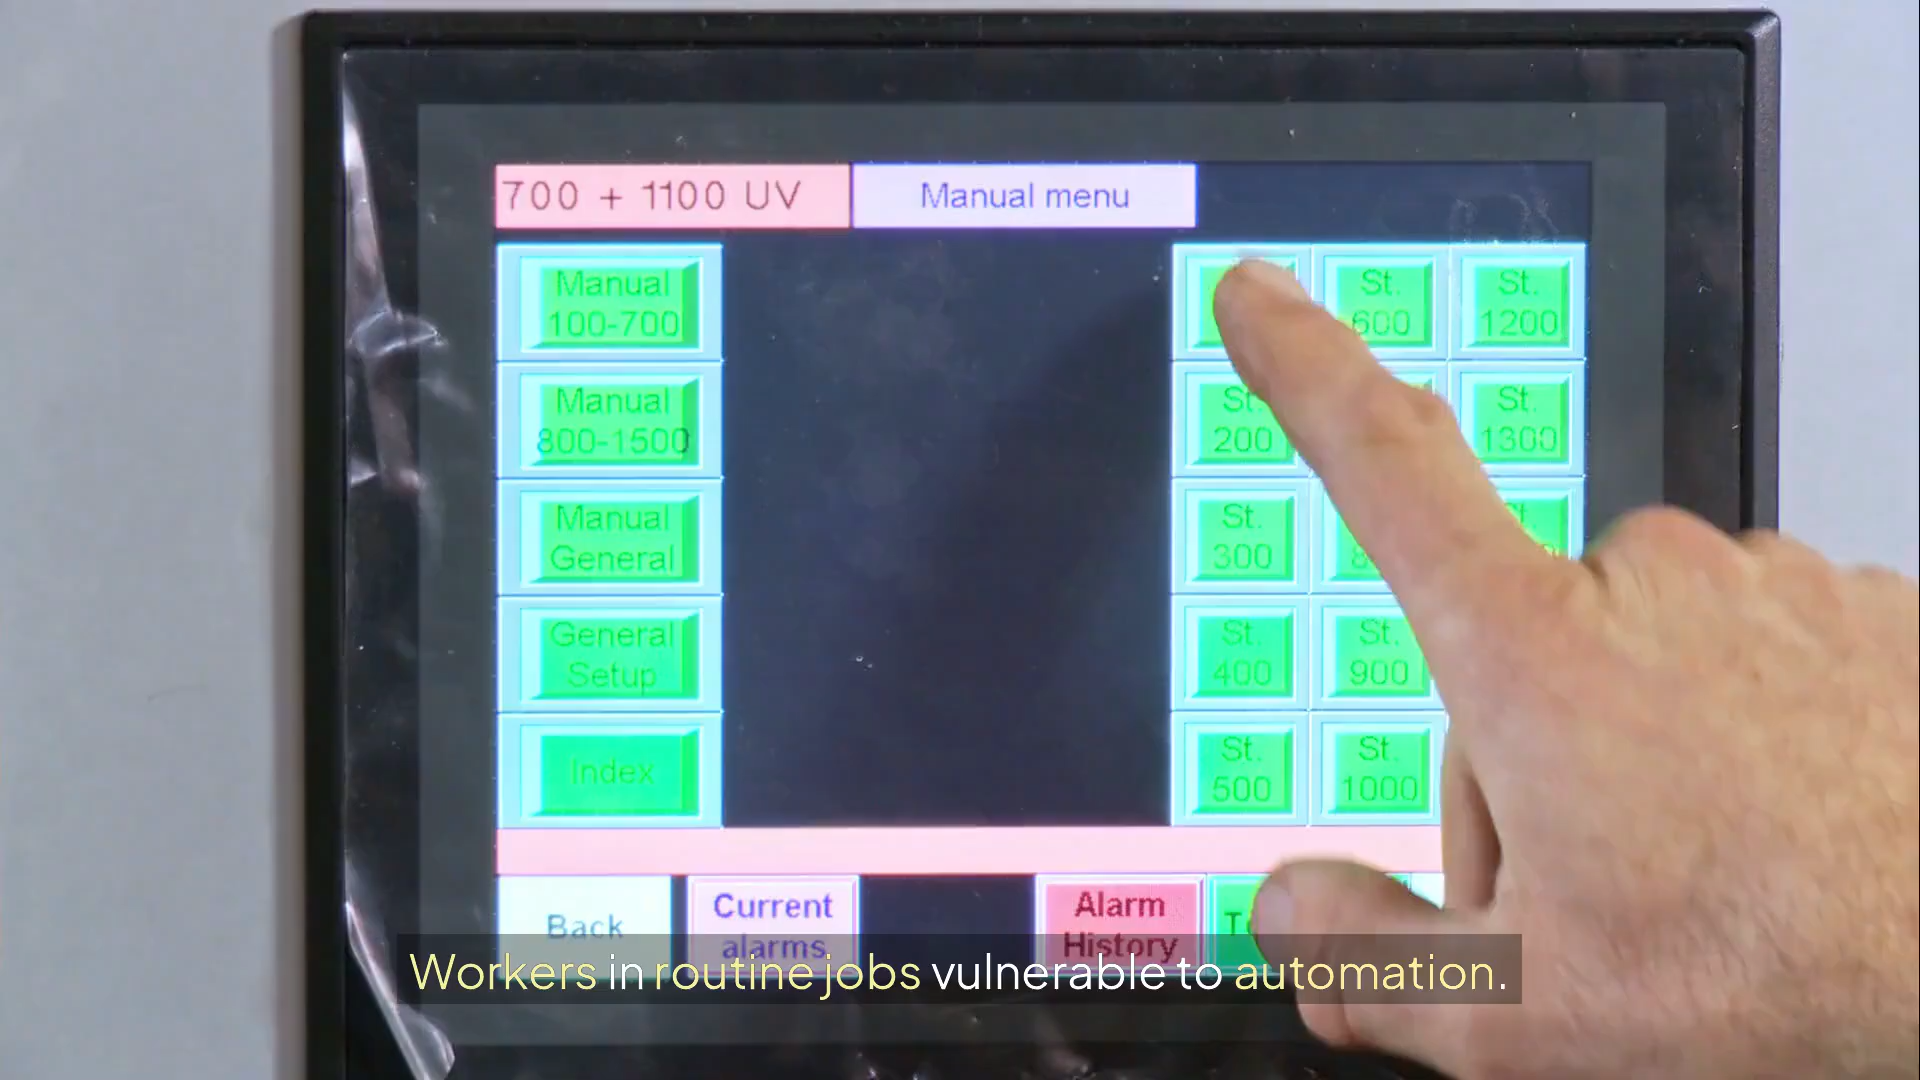 700 + 1100 UV
Manual menu
Manual
100-700
St.
600
St.
1200
Manual
800-1500
St.
200
St.
1300
Manual
General
St.
300
St.
General
Setup
St.
400
St.
900
Index
St.
500
St.
1000
Back
Current
alarms
Alarm
History
Workers in routine jobs vulnerable to automation.